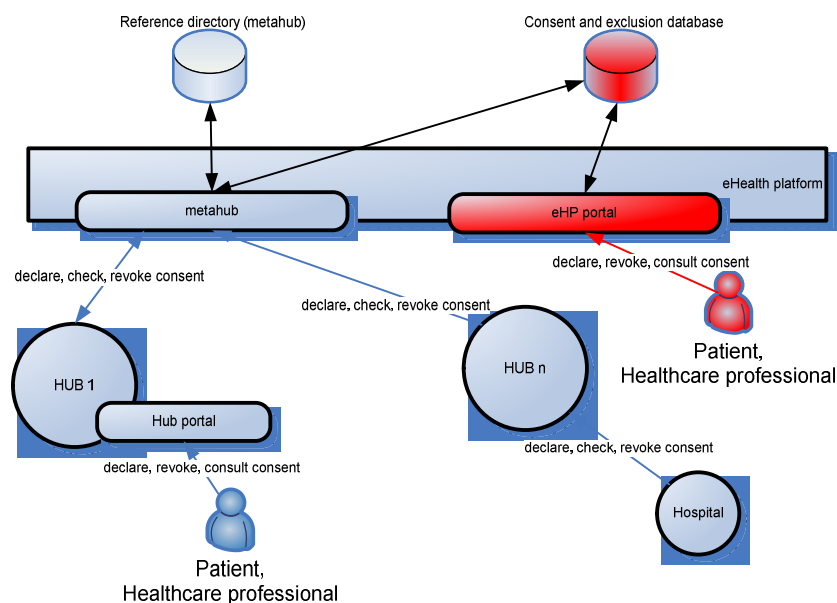 Reference directory (metahub)
Consent and exclusion database
eHealth platform
metahub
eHP portal
declare, check, revoke consent
declare, revoke, consult consent
declare, check, revoke consent
Patient,
Healthcare professional
HUB 1
HUB n
Hub portal
declare, check, revoke consent
declare, revoke, consult consent
Hospital
Patient,
Healthcare professional